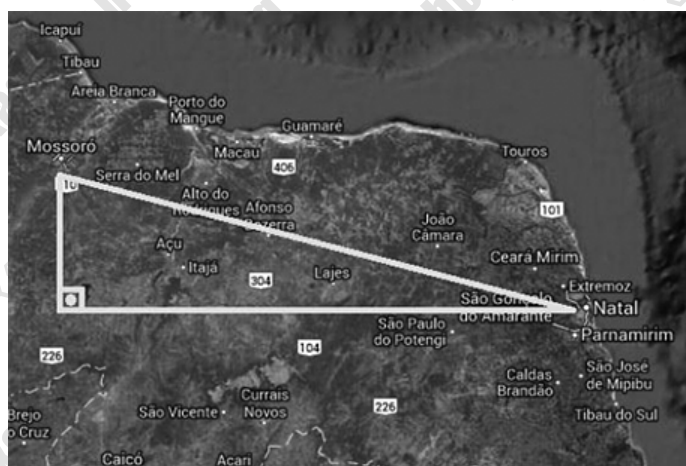 Icapuí
Tibau
Areia Branca
Porto do
Mangue
Guamaré
Mossoró
Macau
406
Touros
Serra do Mel
10
Alto do
Rodrigues
Afonso
Bezerra
101
João
Câmara
Açu
Itajá
Ceará Mirim
304
Lajes
Extremoz
São Gonçalo
do Amarante
Natal
São Paulo
do Potengi
Parnamirim
226
104
São José
de Mipibu
Caldas
Brandão
Currais
Novos
São Vicente
226
Tibau do Sul
Brejo
o Cruz
Caicó
Acari